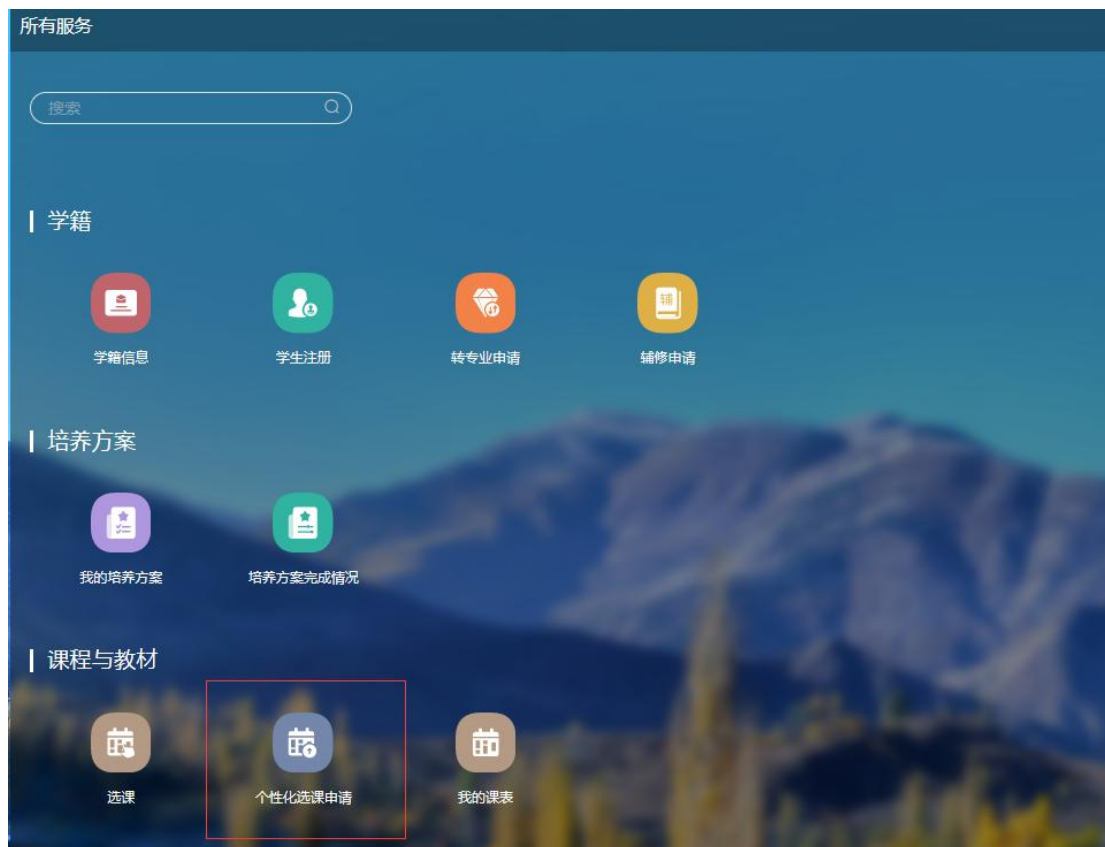 所有服务
搜索
学籍
学籍信息 学生注册 转专业申请 辅 辅修申请
培养方案
我的培养方案 培养方案完成情况
课程与教材
选课 个性化选课申请 我的课表